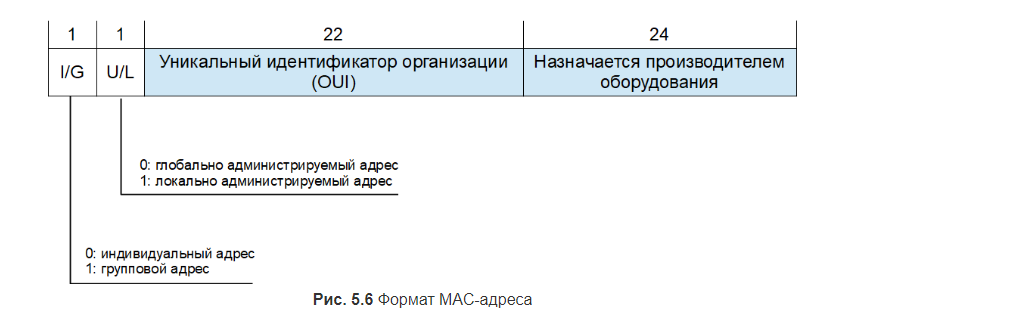 1 1 22 24
I/G U/L Уникальный идентификатор организации (OUI) Назначается производителем оборудования
0: глобально администрируемый адрес
1: локально администрируемый адрес
0: индивидуальный адрес
1: групповой адрес
Рис. 5.6 Формат MAC-адреса